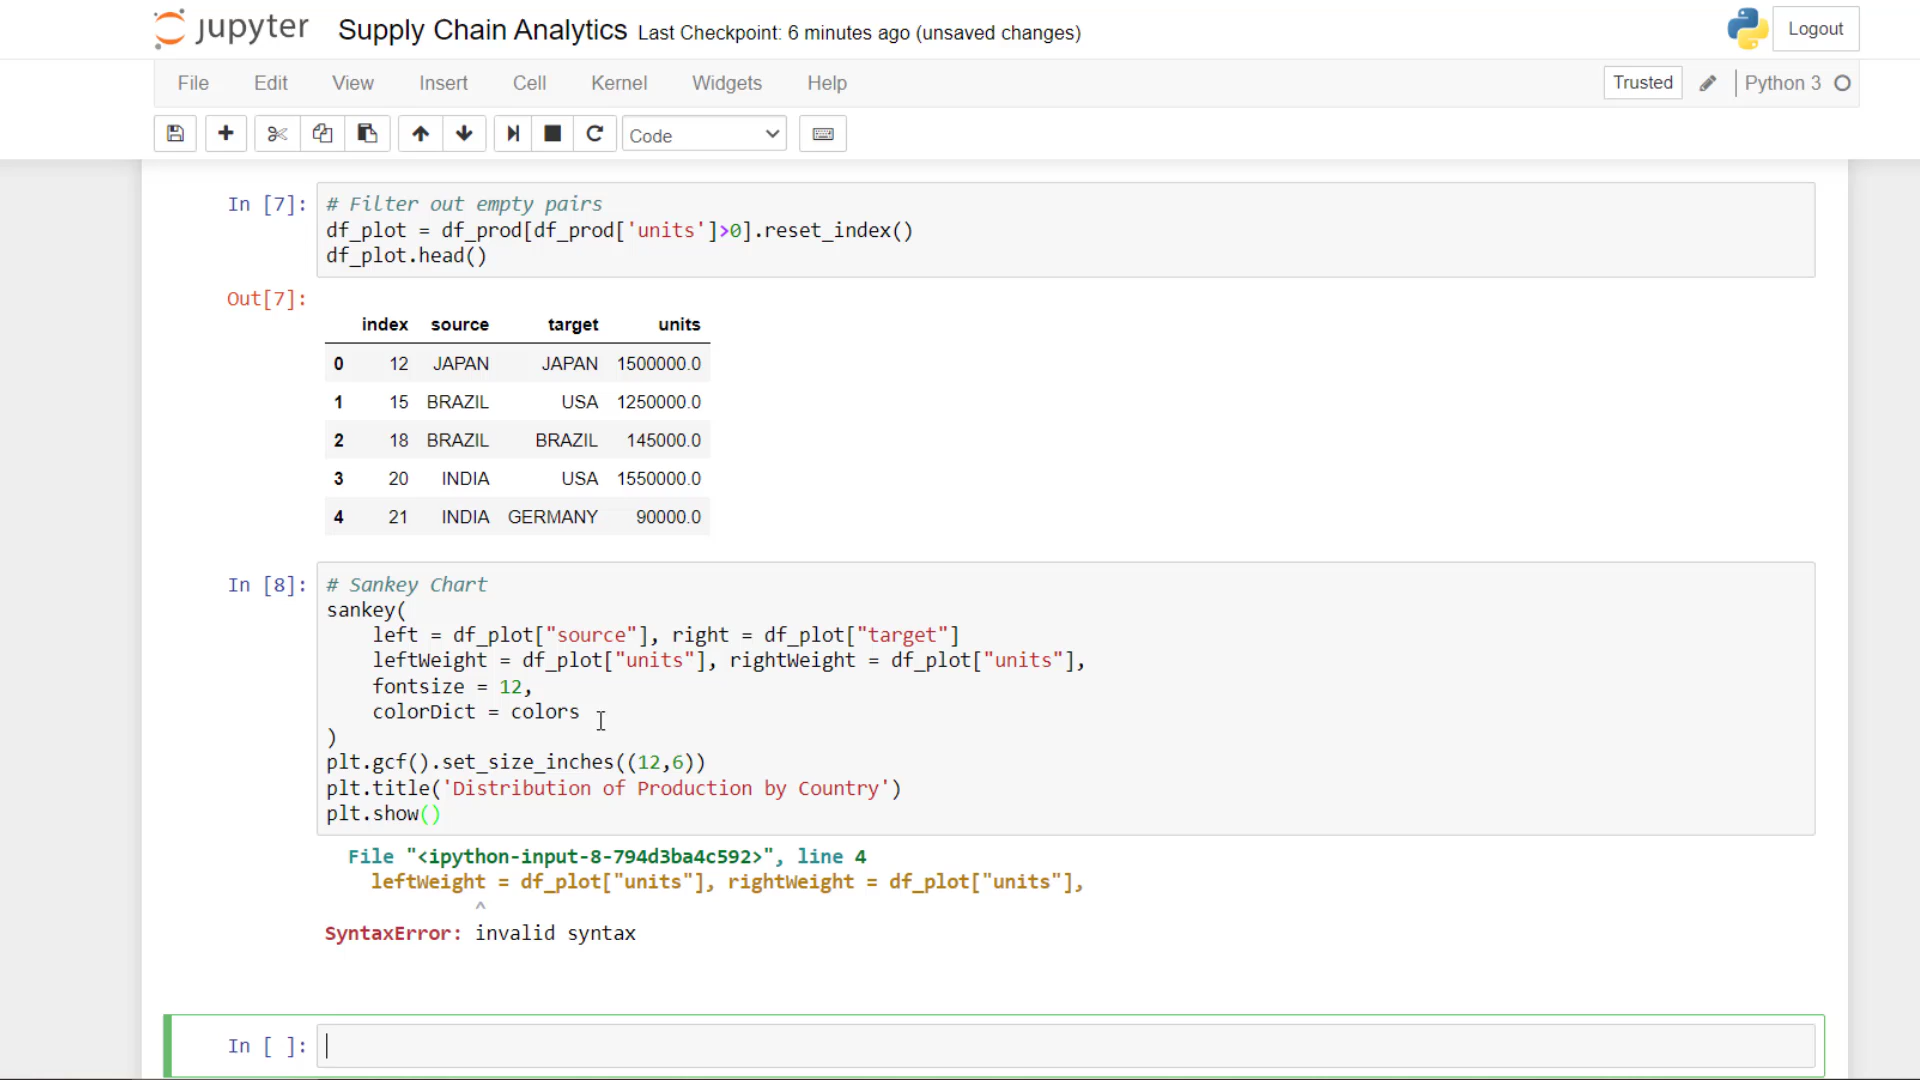 jupyter Supply Chain Analytics Last Checkpoint: 6 minutes ago (unsaved changes) Logout
File Edit View Insert Cell Kernel Widgets Help Trusted Python 3
Code
In [7]: # Filter out empty pairs
df_plot = df_prod[df_prod['units']>0].reset_index()
df_plot.head()
Out[7]:
index source target units
0 12 JAPAN JAPAN 1500000.0
1 15 BRAZIL USA 1250000.0
2 18 BRAZIL BRAZIL 145000.0
3 20 INDIA USA 1550000.0
4 21 INDIA GERMANY 90000.0
In [8]: # Sankey Chart
sankey(
    left = df_plot["source"], right = df_plot["target"]
    leftWeight = df_plot["units"], rightWeight = df_plot["units"],
    fontsize = 12,
    colorDict = colors
)
plt.gcf().set_size_inches((12,6))
plt.title('Distribution of Production by Country')
plt.show()
File "<ipython-input-8-794d3ba4c592>", line 4
    leftWeight = df_plot["units"], rightWeight = df_plot["units"],
^
SyntaxError: invalid syntax
In [ ]: